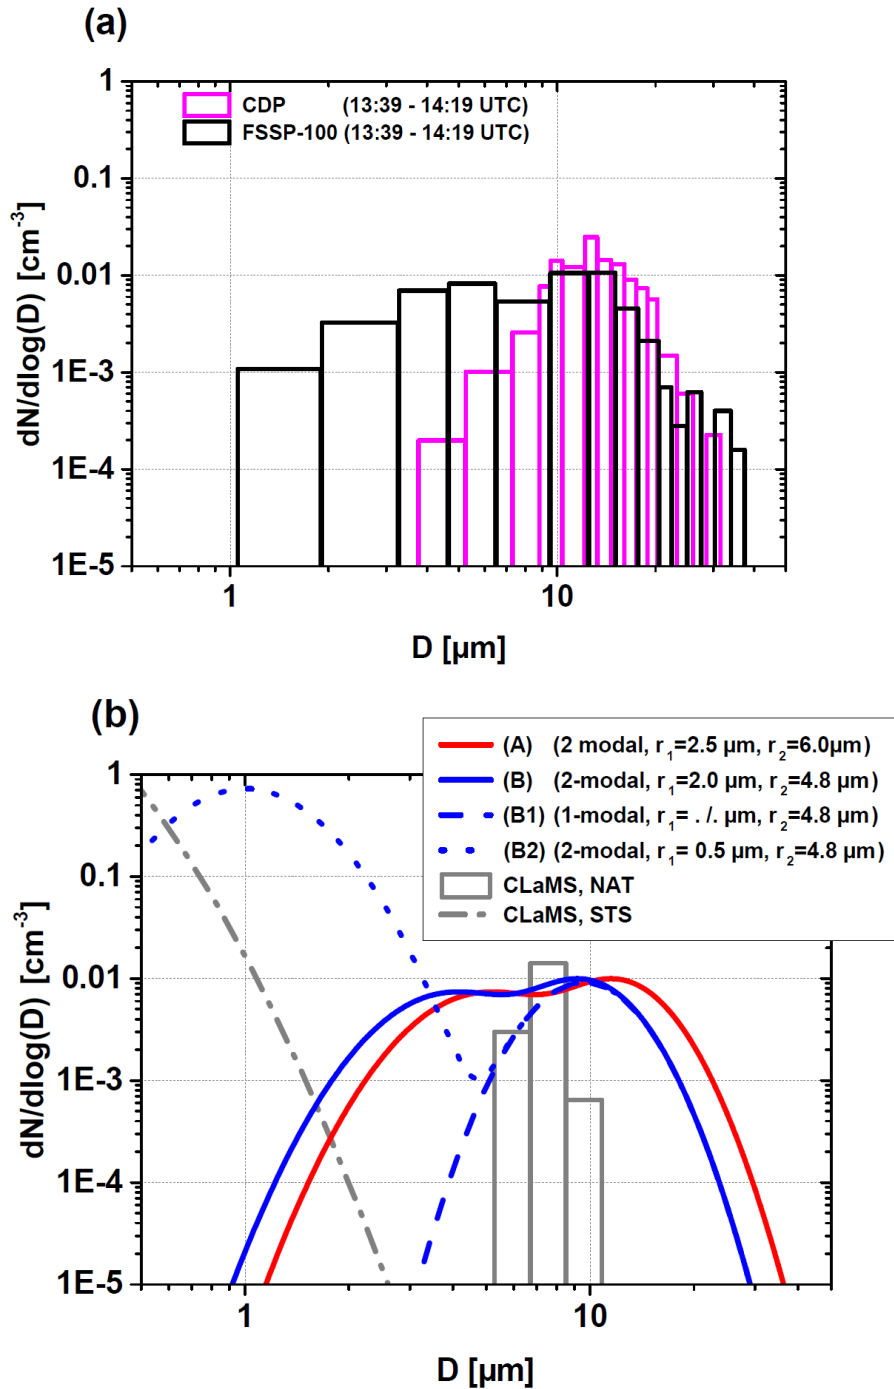 (a)
1
0.1
0.01
1E-3
1E-4
1E-5
dN/dlog(D) [cm⁻³]
CDP (13:39 - 14:19 UTC)
FSSP-100 (13:39 - 14:19 UTC)
1
10
D [µm]
(b)
1
0.1
0.01
1E-3
1E-4
1E-5
dN/dlog(D) [cm⁻³]
(A) (2 modal, r₁=2.5 µm, r₂=6.0µm)
(B) (2-modal, r₁=2.0 µm, r₂=4.8 µm)
(B1) (1-modal, r₁= . /. µm, r₂=4.8 µm)
(B2) (2-modal, r₁= 0.5 µm, r₂=4.8 µm)
CLaMS, NAT
CLaMS, STS
1
10
D [µm]